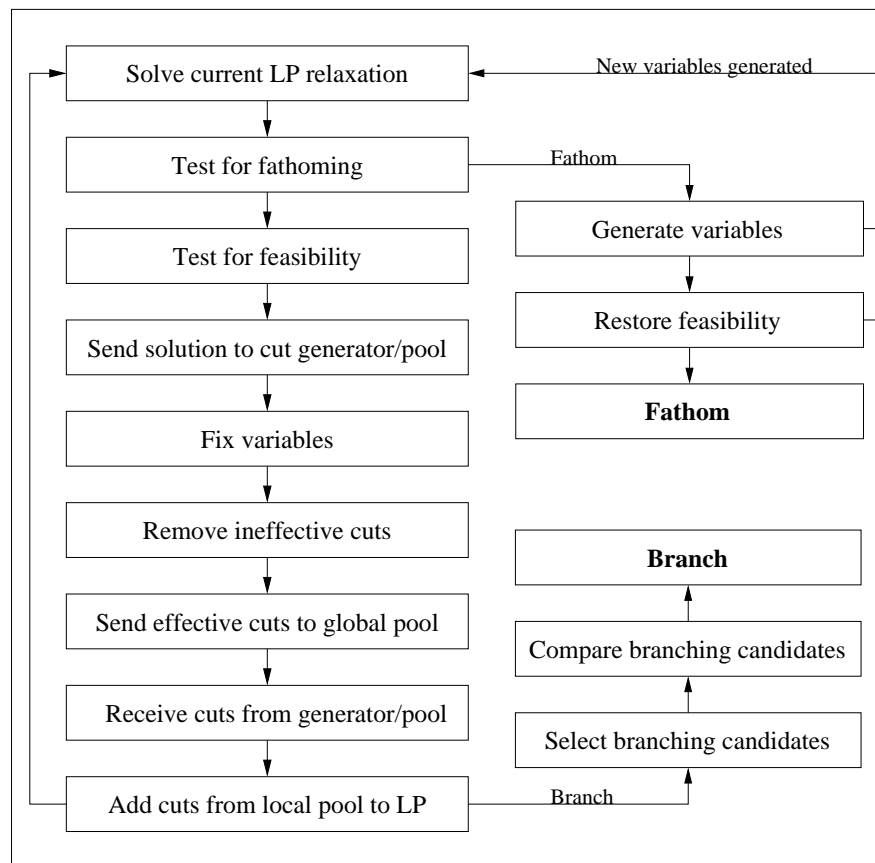 Solve current LP relaxation
New variables generated
Test for fathoming
Fathom
Generate variables
Test for feasibility
Restore feasibility
Send solution to cut generator/pool
Fathom
Fix variables
Remove ineffective cuts
Branch
Send effective cuts to global pool
Compare branching candidates
Receive cuts from generator/pool
Select branching candidates
Add cuts from local pool to LP
Branch